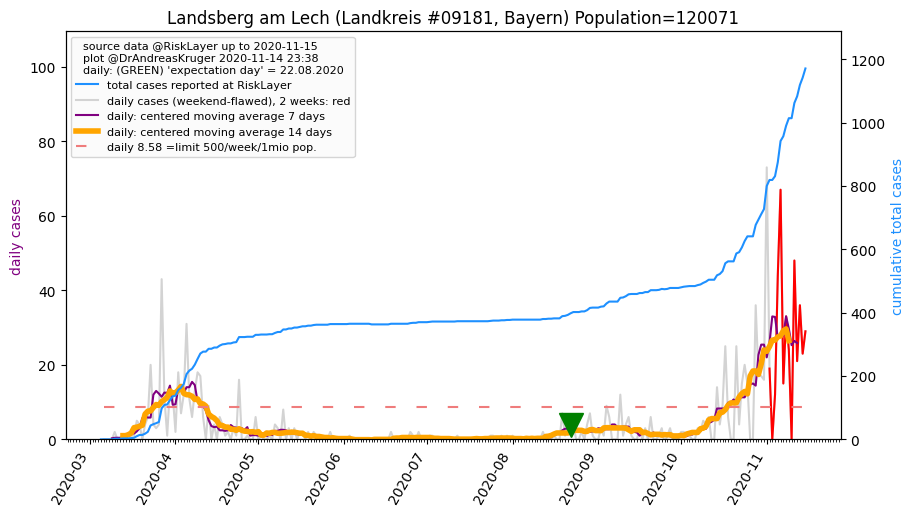 Landsberg am Lech (Landkreis #09181, Bayern) Population=120071
source data @RiskLayer up to 2020-11-15
plot @DrAndreasKruger 2020-11-14 23:38
daily: (GREEN) 'expectation day' = 22.08.2020
total cases reported at RiskLayer
daily cases (weekend-flawed), 2 weeks: red
daily: centered moving average 7 days
daily: centered moving average 14 days
daily 8.58 =limit 500/week/1mio pop.
daily cases
100
80
60
40
20
0
cumulative total cases
1200
1000
800
600
400
200
0
2020-03
2020-04
2020-05
2020-06
2020-07
2020-08
2020-09
2020-10
2020-11